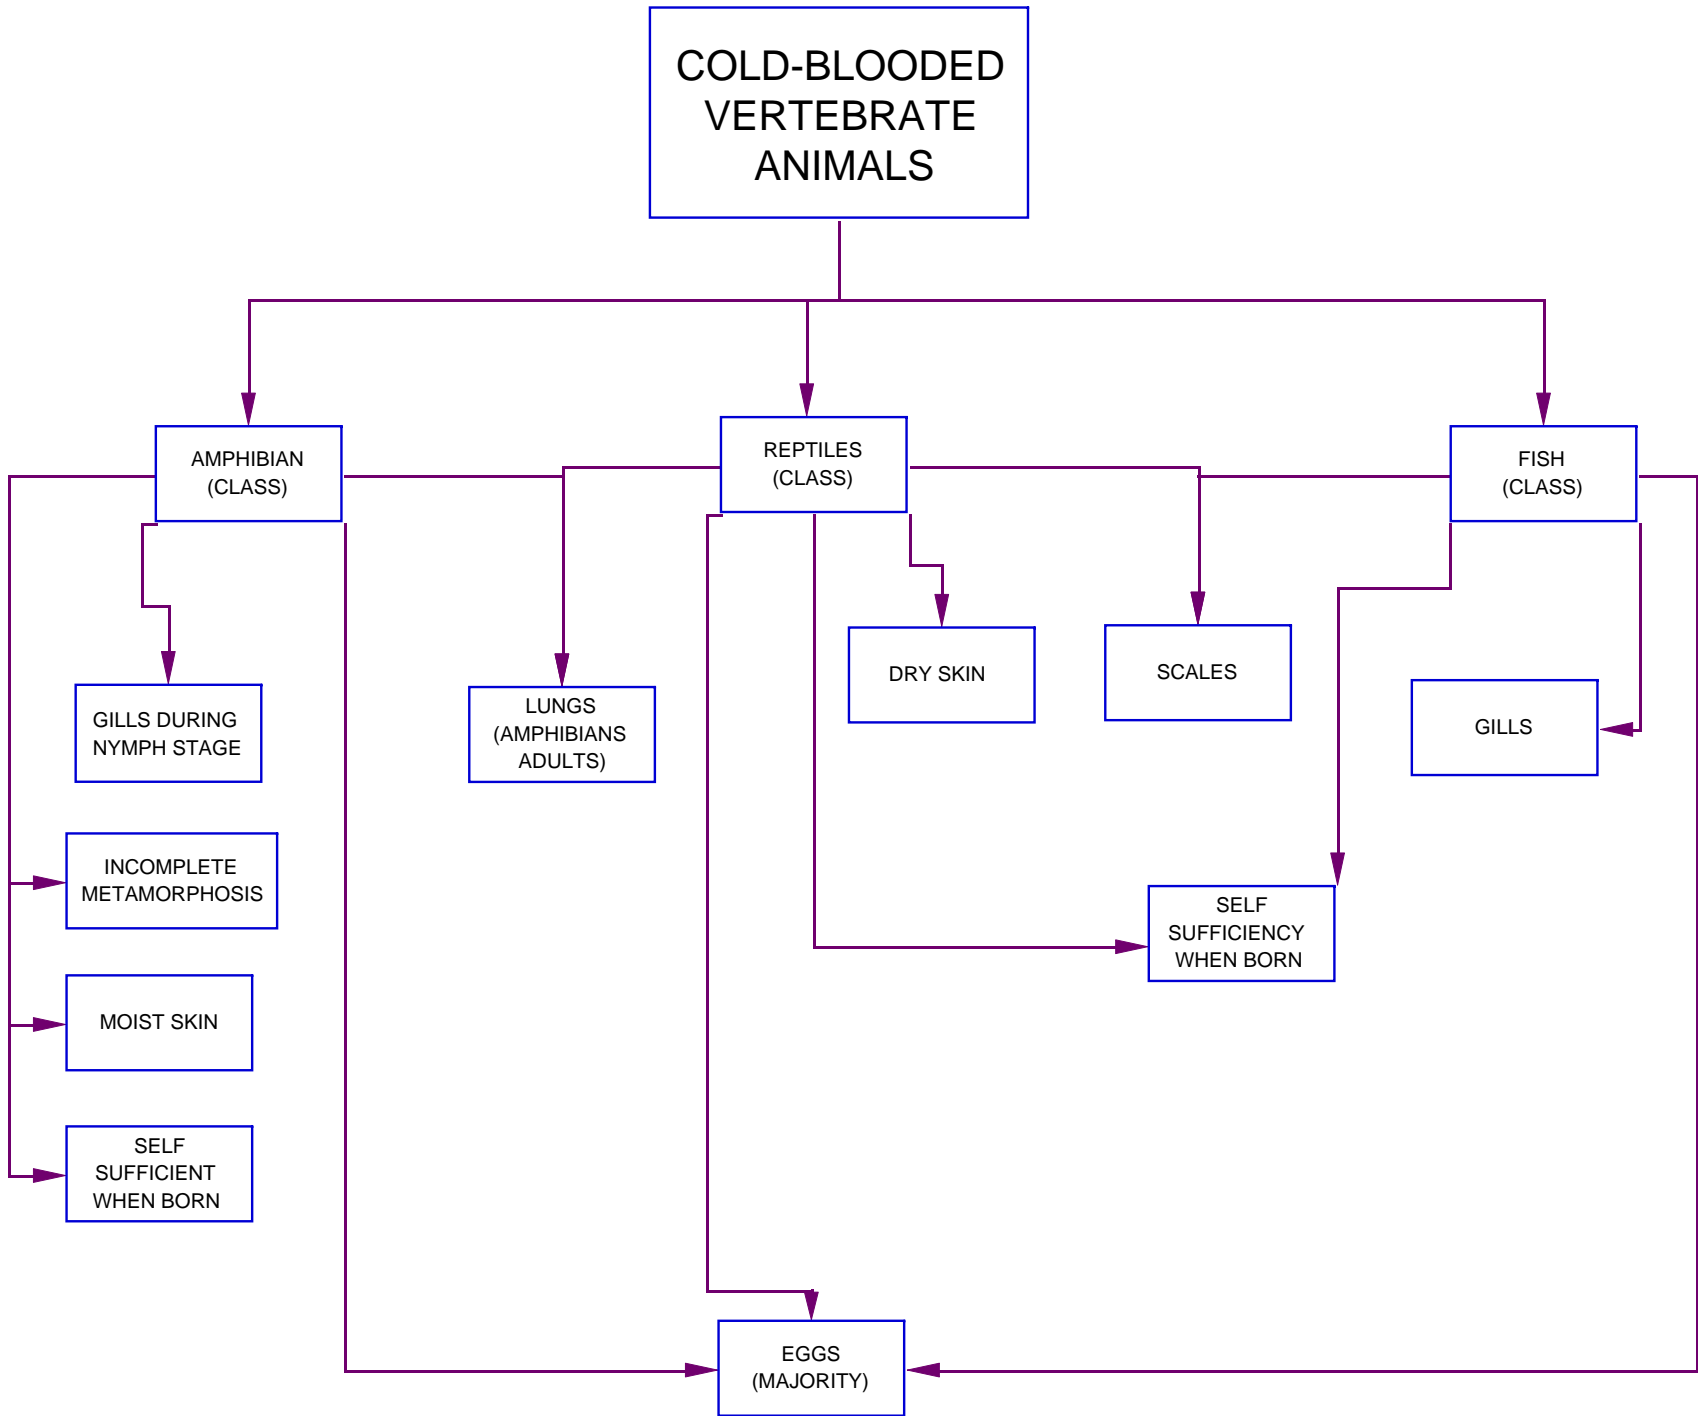 COLD-BLOODED
VERTEBRATE
ANIMALS
AMPHIBIAN
(CLASS)
REPTILES
(CLASS)
FISH
(CLASS)
GILLS DURING
NYMPH STAGE
LUNGS
(AMPHIBIANS
ADULTS)
DRY SKIN
SCALES
GILLS
INCOMPLETE
METAMORPHOSIS
SELF
SUFFICIENCY
WHEN BORN
MOIST SKIN
SELF
SUFFICIENT
WHEN BORN
EGGS
(MAJORITY)